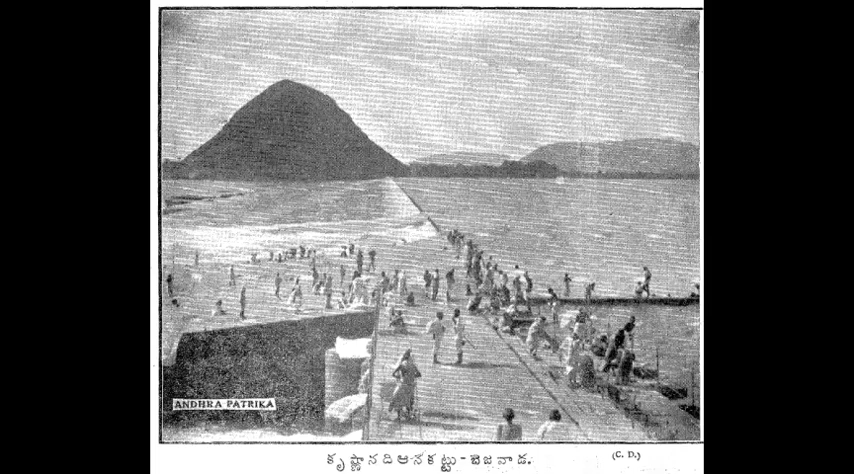 ANDHRA PATRIKA
కృష్ణానది ఆనకట్టు - బెజవాడ.
(C. D.)